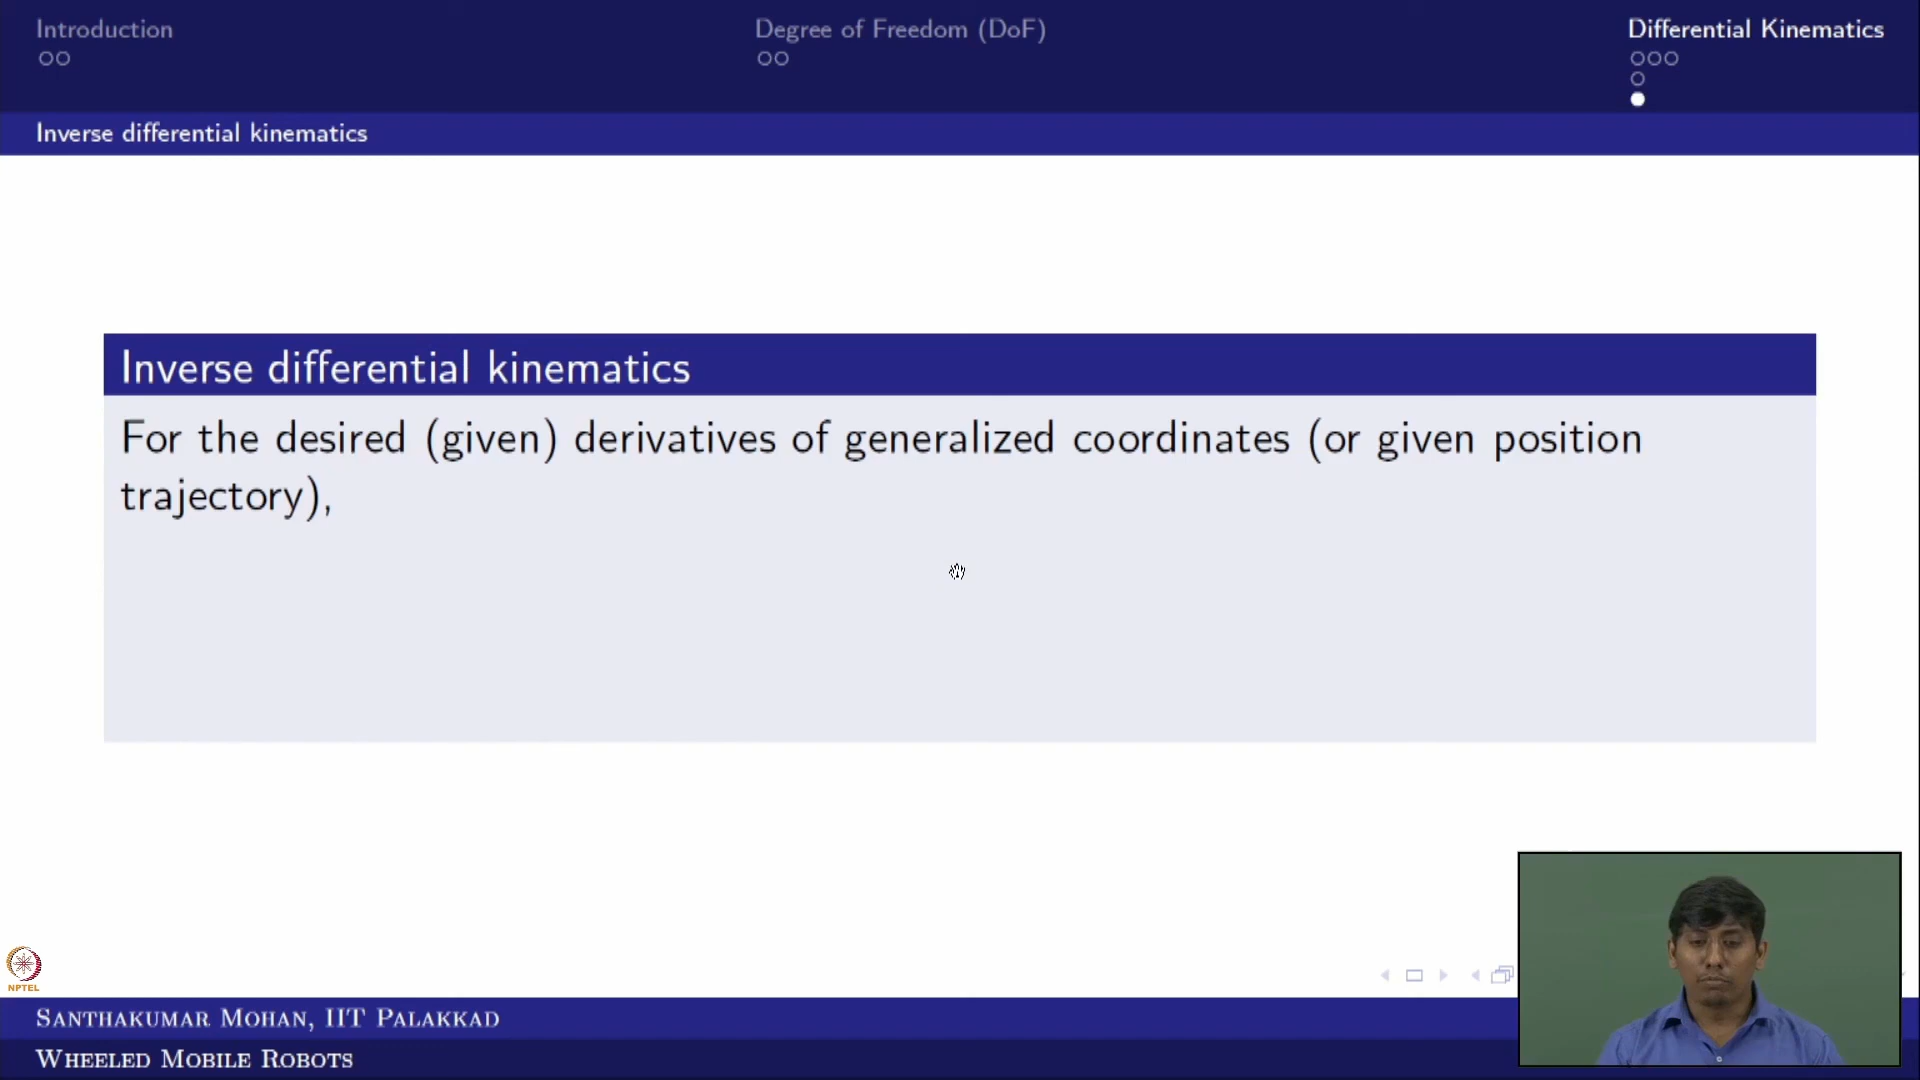 Introduction
Degree of Freedom (DoF)
Differential Kinematics
Inverse differential kinematics
Inverse differential kinematics
For the desired (given) derivatives of generalized coordinates (or given position
trajectory),
NPTEL
SANTHAKUMAR MOHAN, IIT PALAKKAD
WHEELED MOBILE ROBOTS